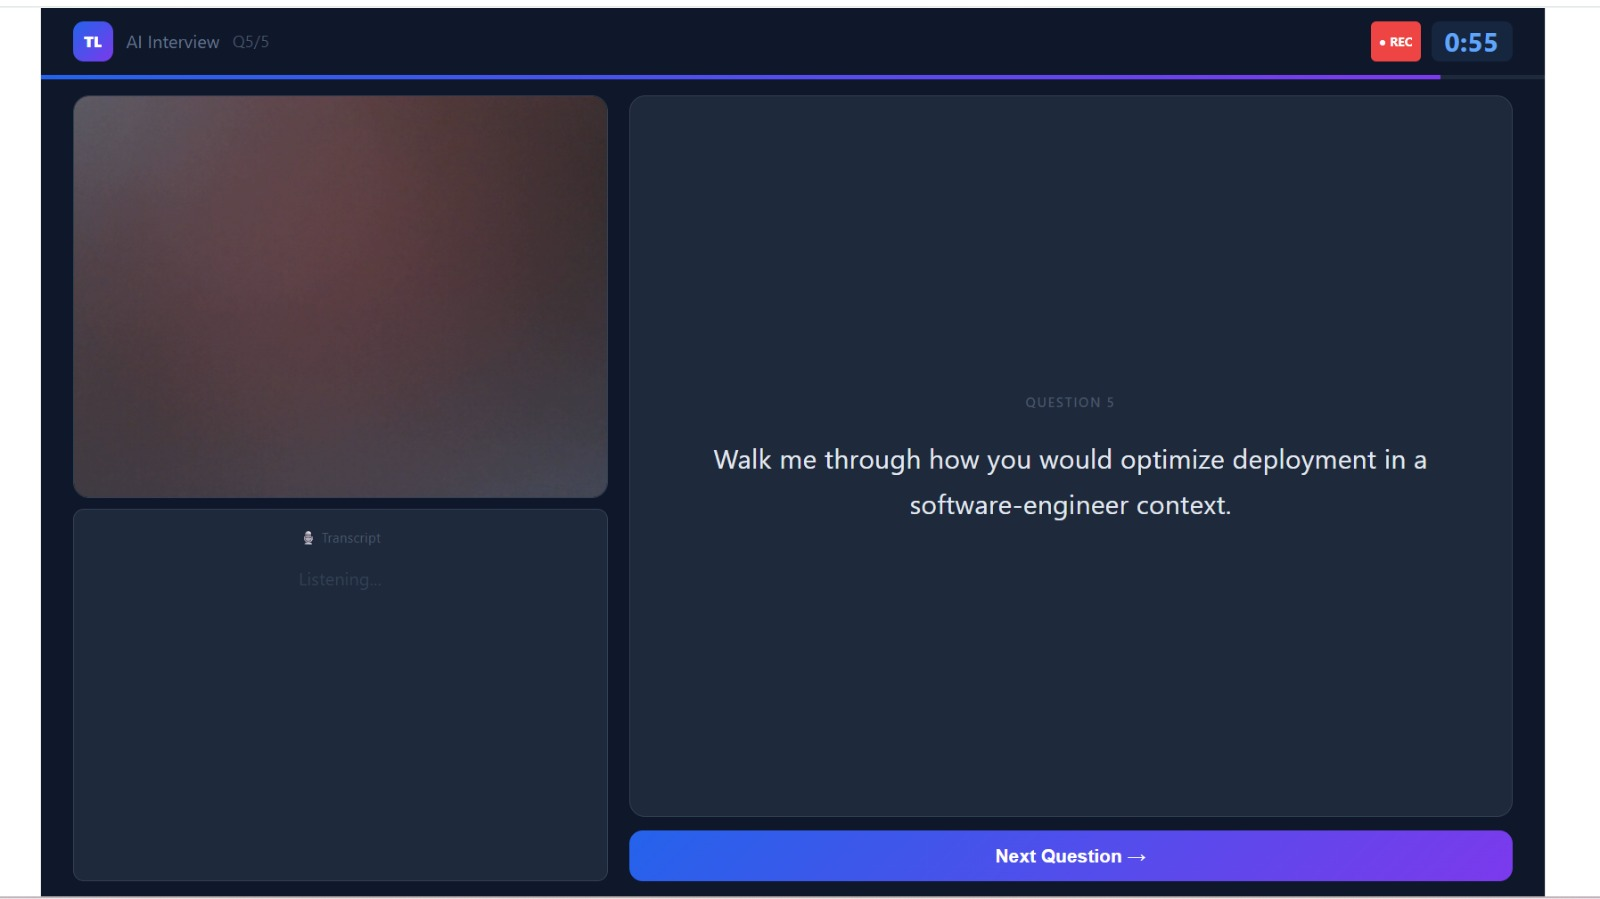 TL AI Interview Q5/5
• REC 0:55
QUESTION 5
Walk me through how you would optimize deployment in a
software-engineer context.
Transcript
Listening...
Next Question →